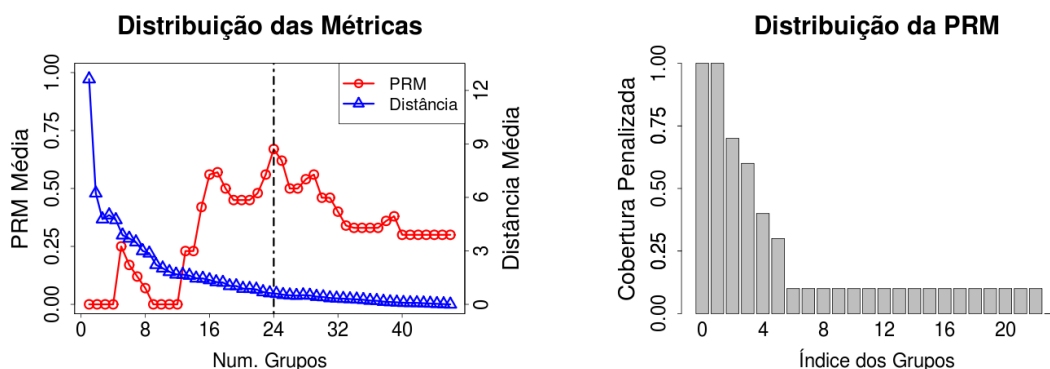 Distribuição das Métricas
PRM Média
0.00 0.25 0.50 0.75 1.00
PRM
Distância
0 3 6 9 12
Distância Média
0 8 16 24 32 40
Num. Grupos
Distribuição da PRM
Cobertura Penalizada
0.00 0.25 0.50 0.75 1.00
0 4 8 12 16 20
Índice dos Grupos